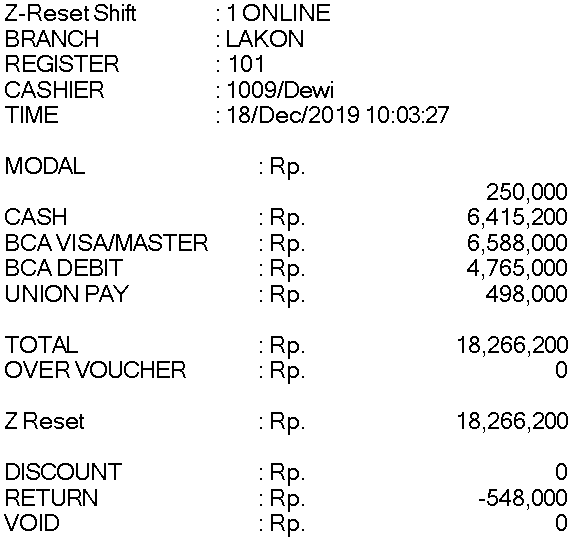 Z-Reset Shift : 1 ONLINE
BRANCH : LAKON
REGISTER : 101
CASHIER : 1009/Dewi
TIME : 18/Dec/2019 10:03:27
MODAL : Rp.
250,000
CASH : Rp. 6,415,200
BCA VISA/MASTER : Rp. 6,588,000
BCA DEBIT : Rp. 4,765,000
UNION PAY : Rp. 498,000
TOTAL : Rp. 18,266,200
OVER VOUCHER : Rp. 0
Z Reset : Rp. 18,266,200
DISCOUNT : Rp. 0
RETURN : Rp. -548,000
VOID : Rp. 0